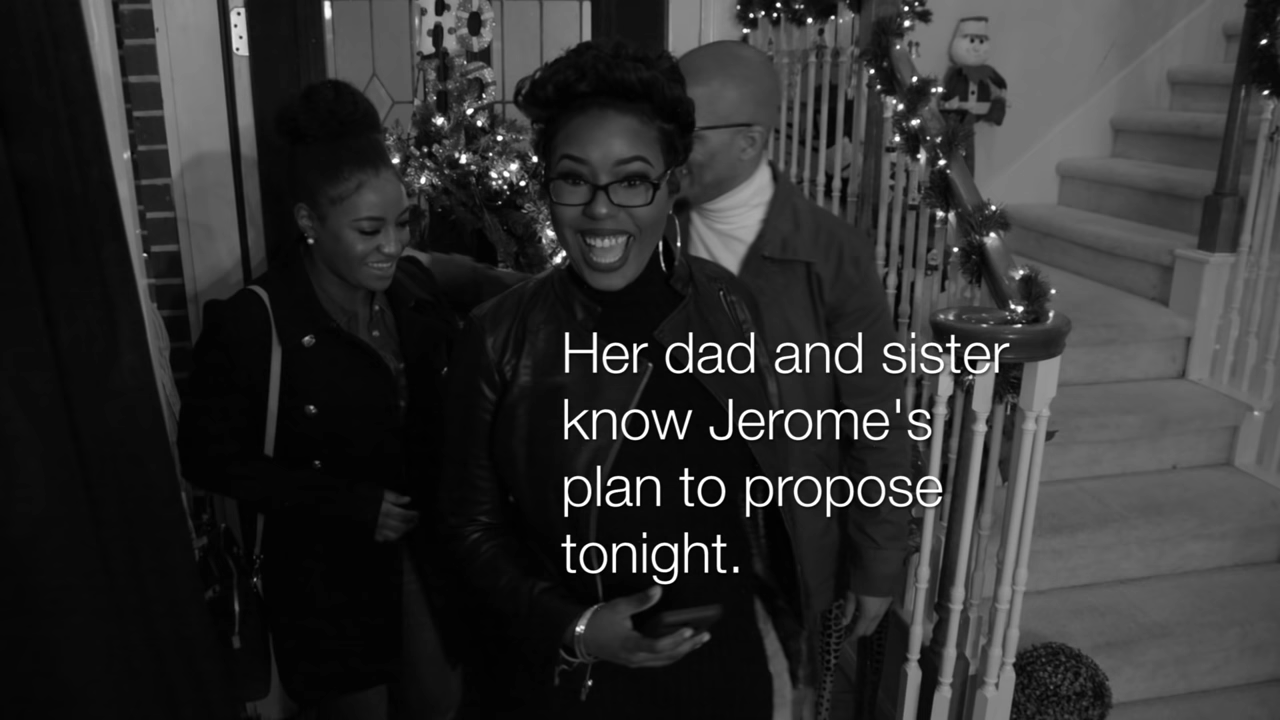 Her dad and sister
know Jerome's
plan to propose
tonight.